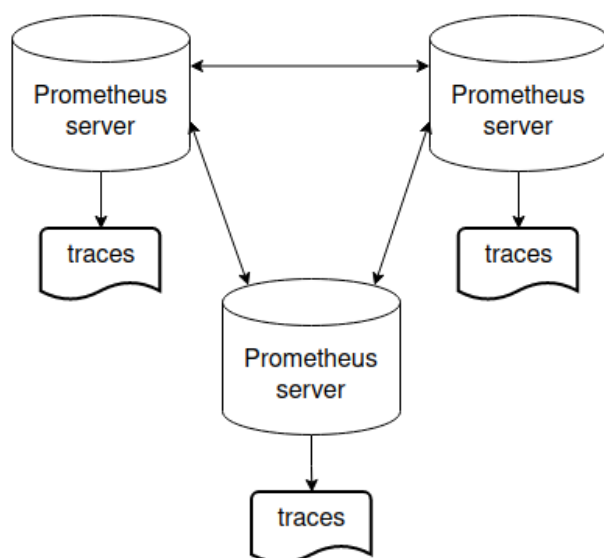 Prometheus
server
Prometheus
server
traces
traces
Prometheus
server
traces